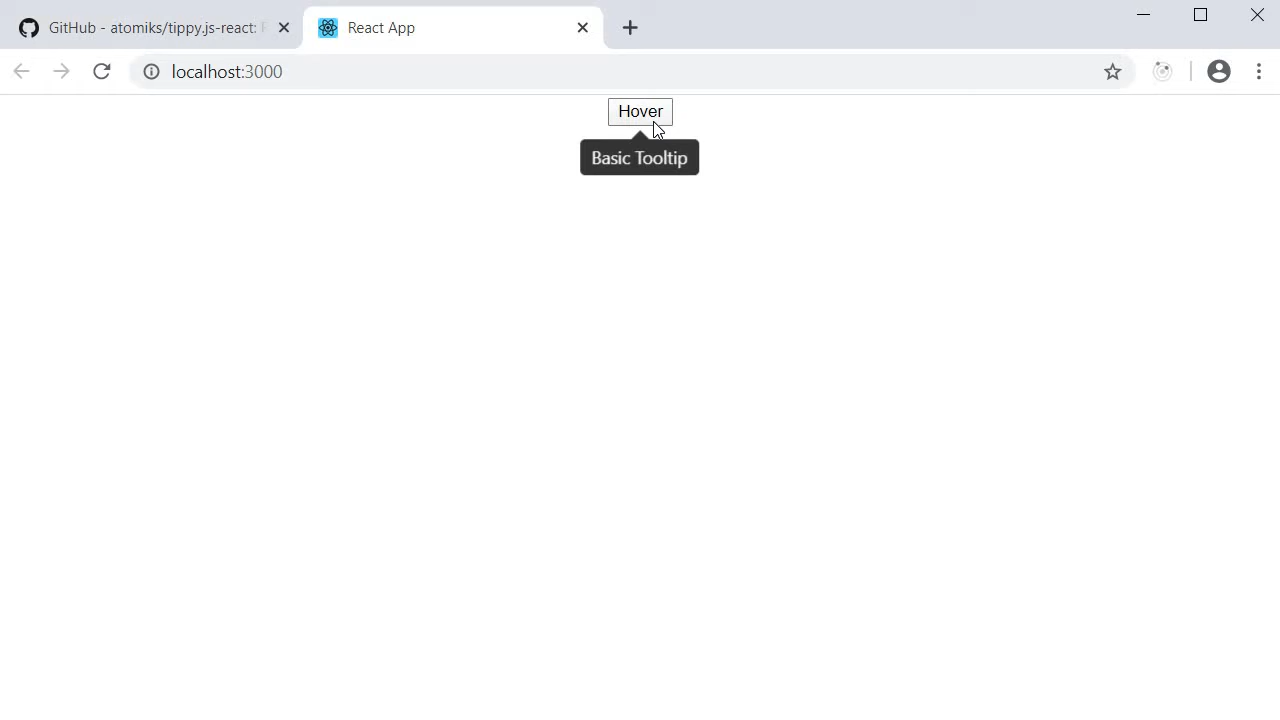 GitHub - atomiks/tippy.js-react:
React App
localhost:3000
Hover
Basic Tooltip